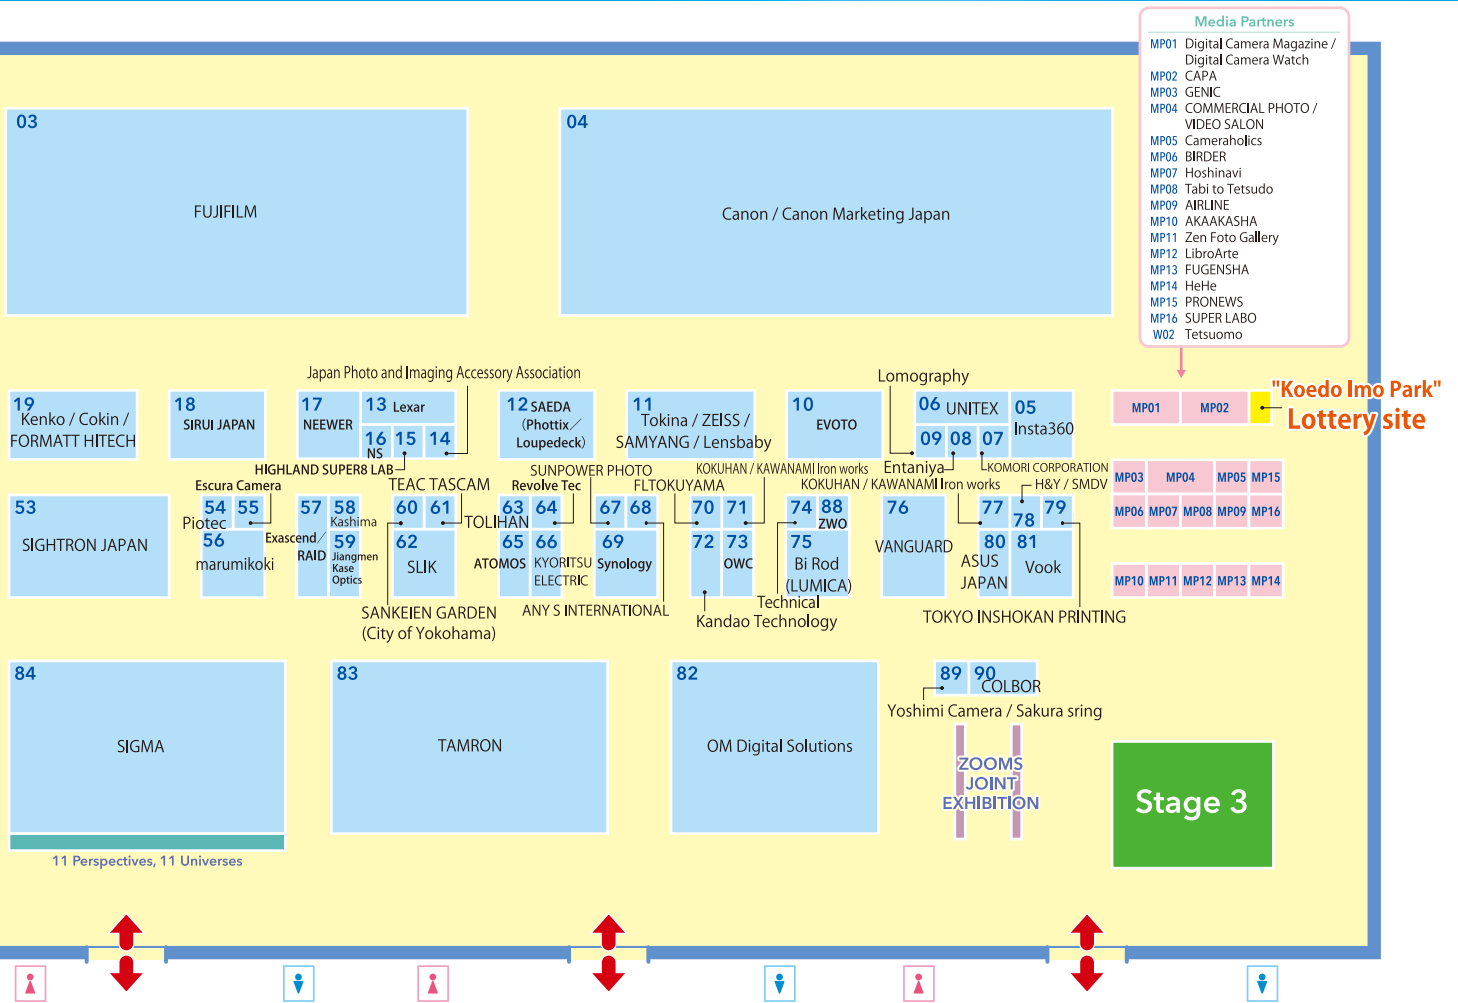 Media Partners
MP01 Digital Camera Magazine /
Digital Camera Watch
MP02 CAPA
MP03 GENIC
MP04 COMMERCIAL PHOTO /
VIDEO SALON
MP05 Cameraholics
MP06 BIRDER
MP07 Hoshinavi
MP08 Tabi to Tetsudo
MP09 AIRLINE
MP10 AKAAKASHA
MP11 Zen Foto Gallery
MP12 LibroArte
MP13 FUGENSHA
MP14 HeHe
MP15 PRONEWS
MP16 SUPER LABO
W02 Tetsuomo
03
FUJIFILM
04
Canon / Canon Marketing Japan
Japan Photo and Imaging Accessory Association
Lomography
19
Kenko / Cokin /
FORMATT HITECH
18
SIRUI JAPAN
17
NEEWER
13 Lexar
16
NS
15
14
HIGHLAND SUPER8 LAB
12 SAEDA
(Phottix／
Loupedeck)
11
Tokina / ZEISS /
SAMYANG / Lensbaby
10
EVOTO
06 UNITEX
05
Insta360
09
08
07
Entaniya
KOMORI CORPORATION
MP01
MP02
"Koedo Imo Park"
Lottery site
Escura Camera
TEAC TASCAM
SUNPOWER PHOTO
Revolve Tec
FLTOKUYAMA
KOKUHAN / KAWANAMI Iron works
KOKUHAN / KAWANAMI Iron works
H&Y / SMDV
MP03
MP04
MP05
MP15
MP06
MP07
MP08
MP09
MP16
MP10
MP11
MP12
MP13
MP14
53
SIGHTRON JAPAN
54
55
Piotec
56
marumikoki
57
Exascend／
RAID
58
Kashima
59
Jiangmen
Kase
Optics
60
61
62
SLIK
TOLIHAN
63
64
65
ATOMOS
66
KYORITSU
ELECTRIC
67
68
69
Synology
70
71
72
73
OWC
74
88
ZWO
75
Bi Rod
(LUMICA)
76
VANGUARD
77
78
79
80
ASUS
JAPAN
81
Vook
SANKEIEN GARDEN
(City of Yokohama)
ANY S INTERNATIONAL
Technical
Kandao Technology
TOKYO INSHOKAN PRINTING
84
SIGMA
11 Perspectives, 11 Universes
83
TAMRON
82
OM Digital Solutions
89
90
COLBOR
Yoshimi Camera / Sakura sring
ZOOMS
JOINT
EXHIBITION
Stage 3